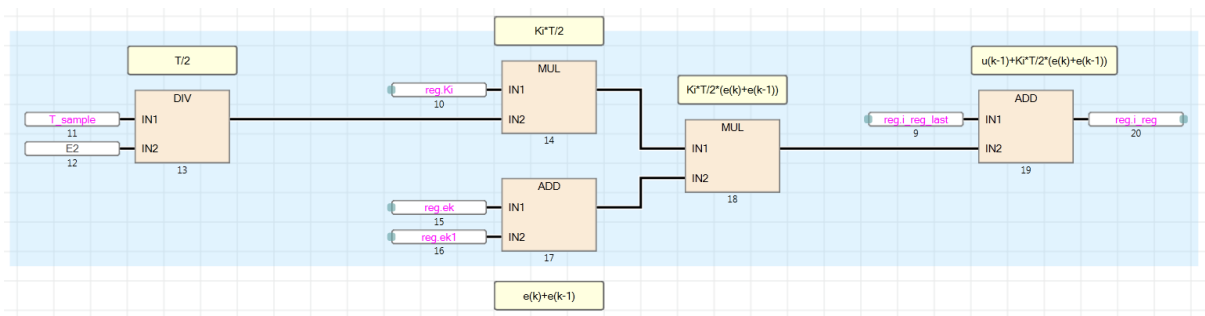 Ki*T/2
T/2
u(k-1)+Ki*T/2*(e(k)+e(k-1))
MUL
Ki*T/2*(e(k)+e(k-1))
reg.Ki
IN1
10
DIV
ADD
T_sample
IN1
IN2
reg.i_reg_last
IN1
reg.i_reg
11
14
MUL
9
20
E2
IN2
IN1
IN2
12
13
19
ADD
IN2
reg.ek
IN1
18
15
reg.ek1
IN2
16
17
e(k)+e(k-1)